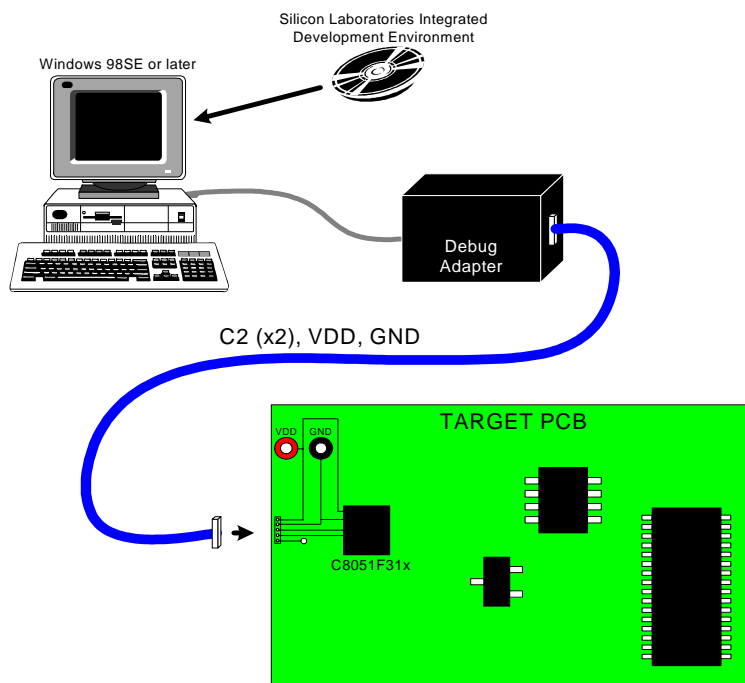 Silicon Laboratories Integrated
Development Environment
Windows 98SE or later
Debug
Adapter
C2 (x2), VDD, GND
TARGET PCB
VDD
GND
C8051F31x